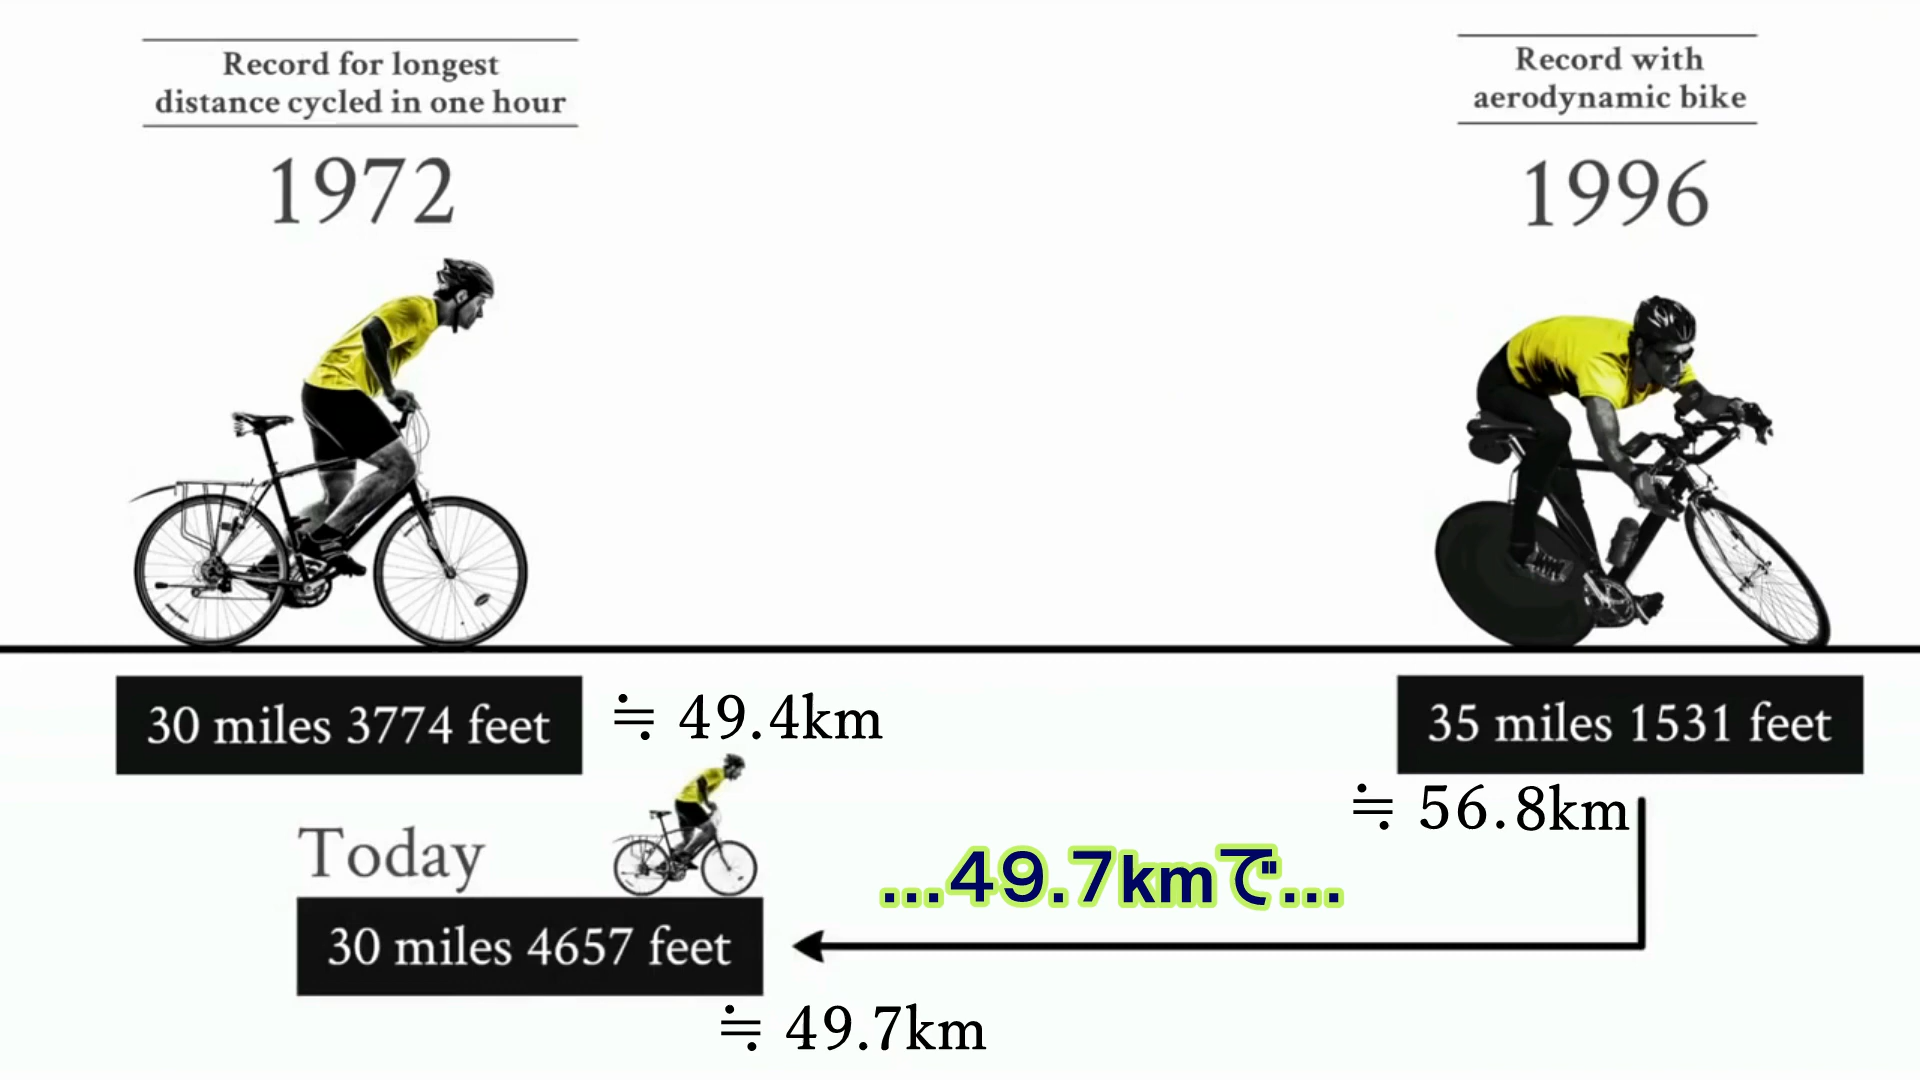 Record for longest
distance cycled in one hour
1972
Record with
aerodynamic bike
1996
30 miles 3774 feet
≒ 49.4km
35 miles 1531 feet
≒ 56.8km
Today
...49.7kmで...
30 miles 4657 feet
≒ 49.7km